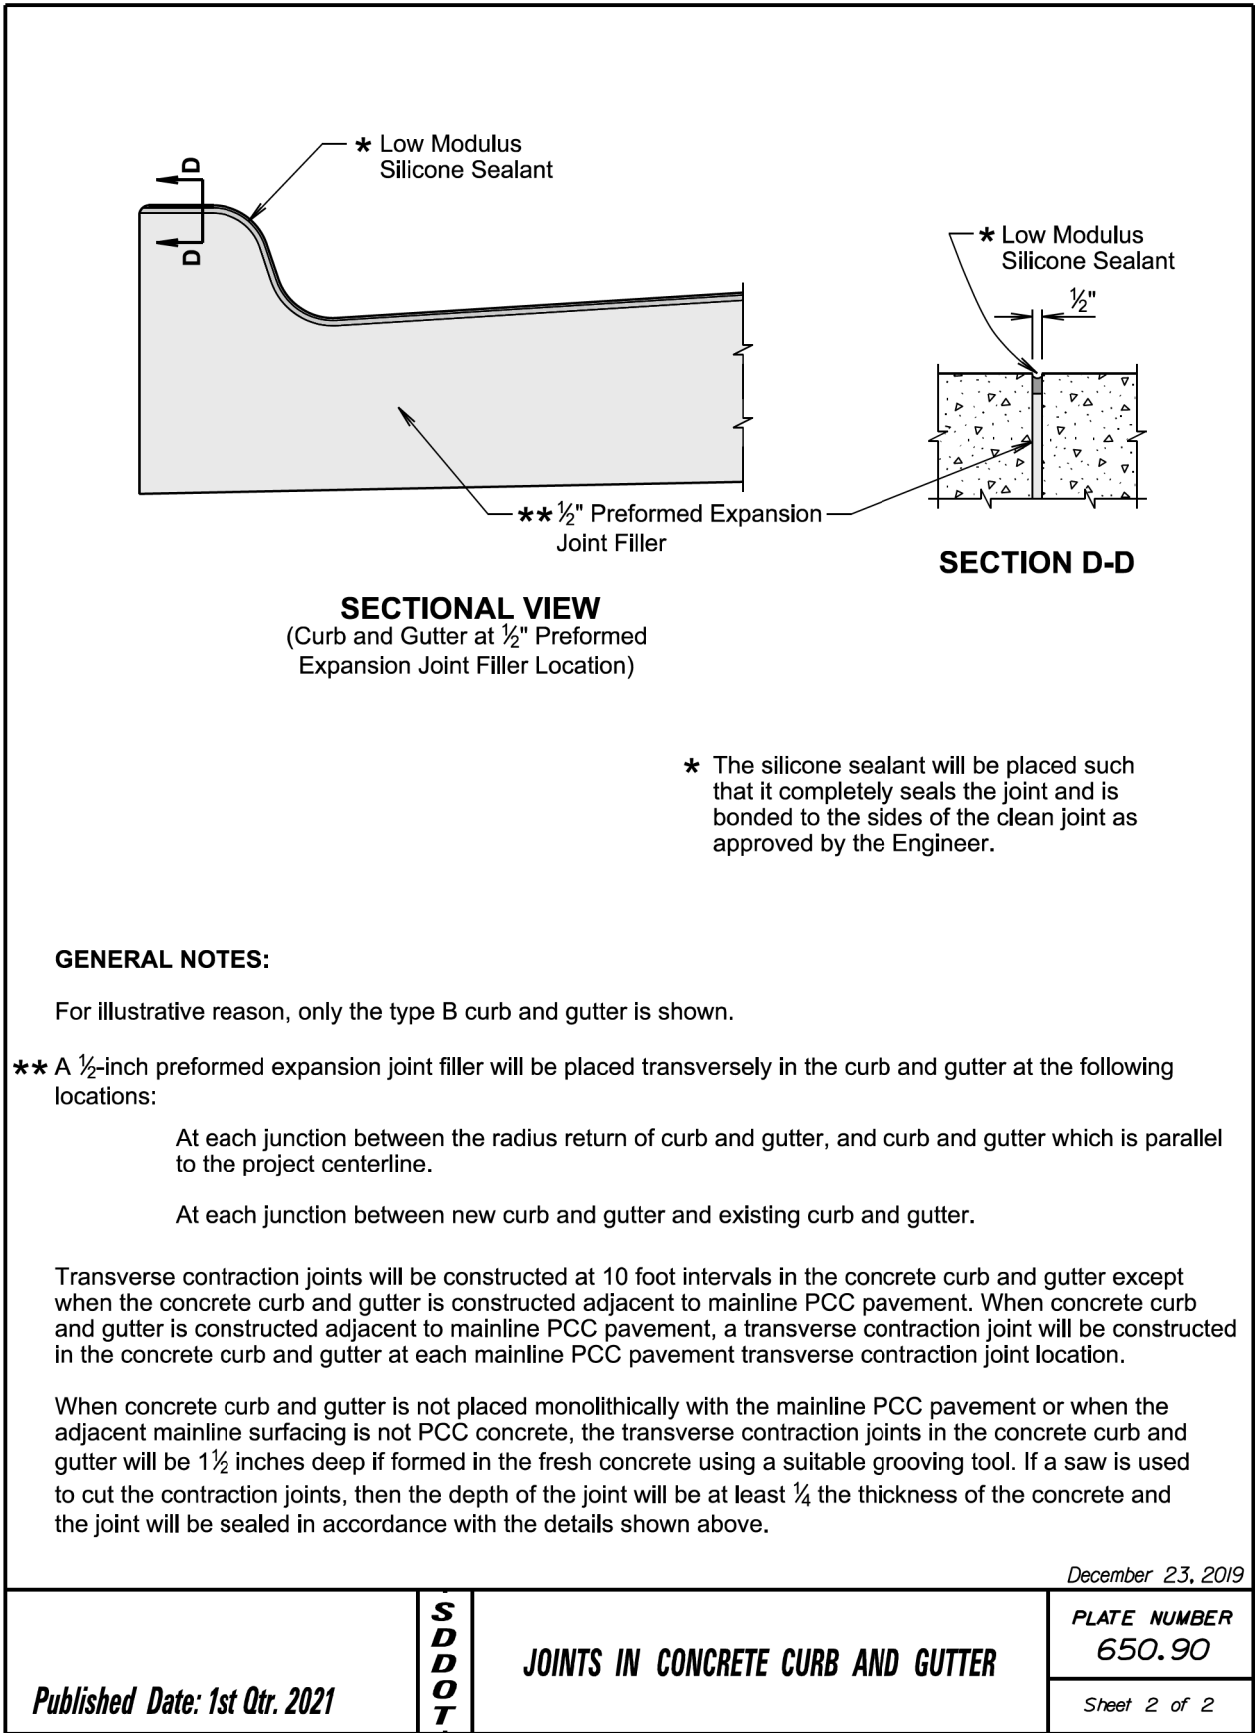 * Low Modulus
Silicone Sealant
D
D
* Low Modulus
Silicone Sealant
½"
** ½" Preformed Expansion
Joint Filler
SECTION D-D
SECTIONAL VIEW
(Curb and Gutter at ½" Preformed
Expansion Joint Filler Location)
* The silicone sealant will be placed such
that it completely seals the joint and is
bonded to the sides of the clean joint as
approved by the Engineer.
GENERAL NOTES:
For illustrative reason, only the type B curb and gutter is shown.
** A ½-inch preformed expansion joint filler will be placed transversely in the curb and gutter at the following
locations:
At each junction between the radius return of curb and gutter, and curb and gutter which is parallel
to the project centerline.
At each junction between new curb and gutter and existing curb and gutter.
Transverse contraction joints will be constructed at 10 foot intervals in the concrete curb and gutter except
when the concrete curb and gutter is constructed adjacent to mainline PCC pavement. When concrete curb
and gutter is constructed adjacent to mainline PCC pavement, a transverse contraction joint will be constructed
in the concrete curb and gutter at each mainline PCC pavement transverse contraction joint location.
When concrete curb and gutter is not placed monolithically with the mainline PCC pavement or when the
adjacent mainline surfacing is not PCC concrete, the transverse contraction joints in the concrete curb and
gutter will be 1½ inches deep if formed in the fresh concrete using a suitable grooving tool. If a saw is used
to cut the contraction joints, then the depth of the joint will be at least ¼ the thickness of the concrete and
the joint will be sealed in accordance with the details shown above.
December 23, 2019
Published Date: 1st Qtr. 2021
S
D
D
O
T
JOINTS IN CONCRETE CURB AND GUTTER
PLATE NUMBER
650.90
Sheet 2 of 2